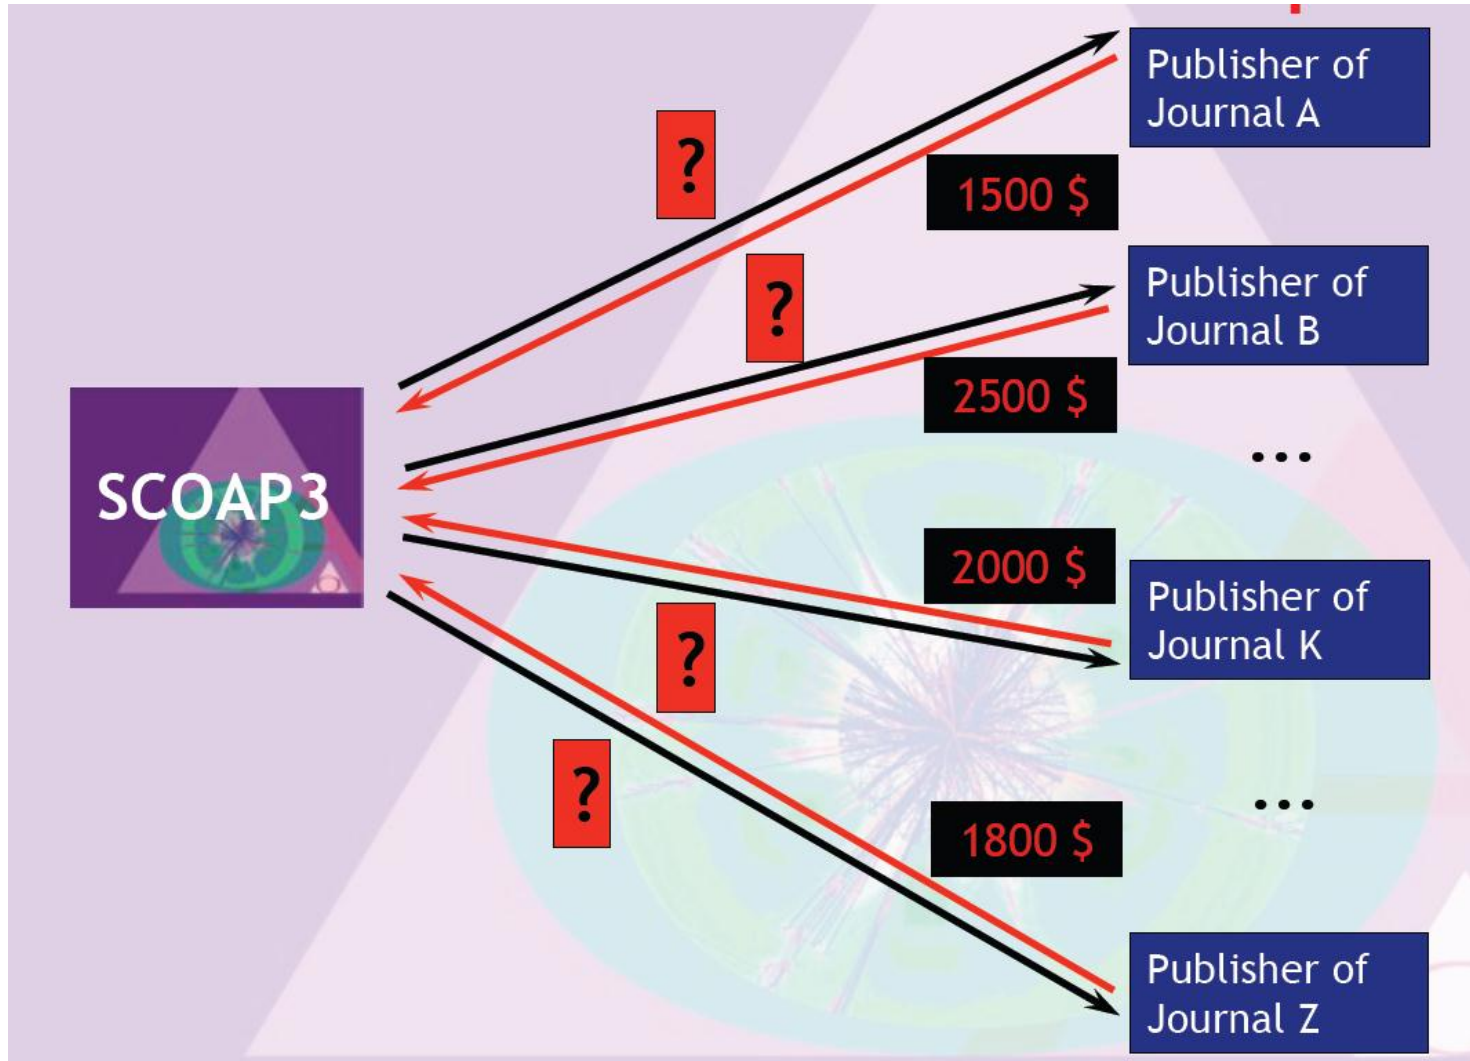 Publisher of
Journal A
?
1500 $
?
Publisher of
Journal B
2500 $
...
SCOAP3
2000 $
Publisher of
Journal K
?
?
1800 $
...
Publisher of
Journal Z